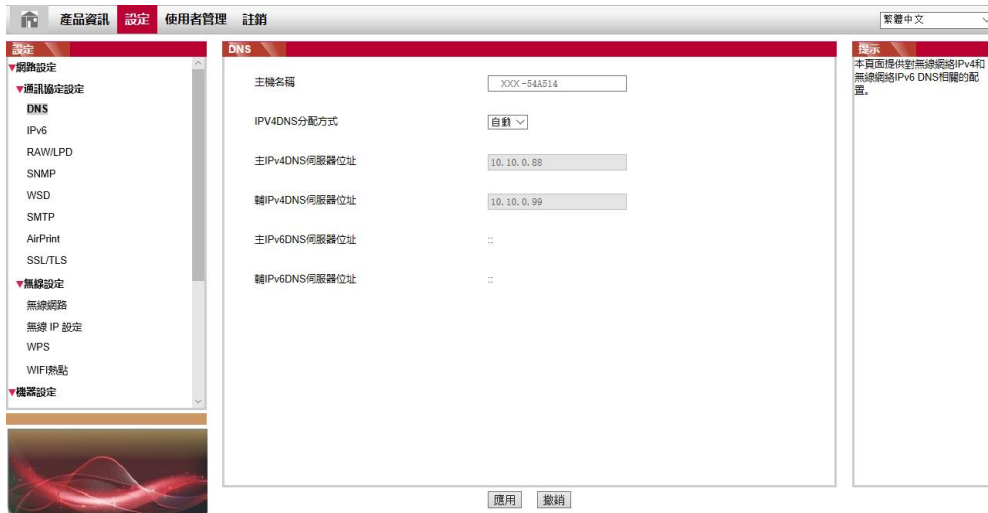 產品資訊 設定 使用者管理 註銷 繁體中文
設定
▼網路設定
▼通訊協定設定
DNS
IPv6
RAW/LPD
SNMP
WSD
SMTP
AirPrint
SSL/TLS
▼無線設定
無線網路
無線 IP 設定
WPS
WIFI熱點
▼機器設定
DNS
主機名稱 XXX-54A514
IPV4DNS分配方式 自動
主IPv4DNS伺服器位址 10.10.0.88
輔IPv4DNS伺服器位址 10.10.0.99
主IPv6DNS伺服器位址 ::
輔IPv6DNS伺服器位址 ::
應用 撤銷
提示
本頁面提供對無線網絡IPv4和
無線網絡IPv6 DNS相關的配
置。